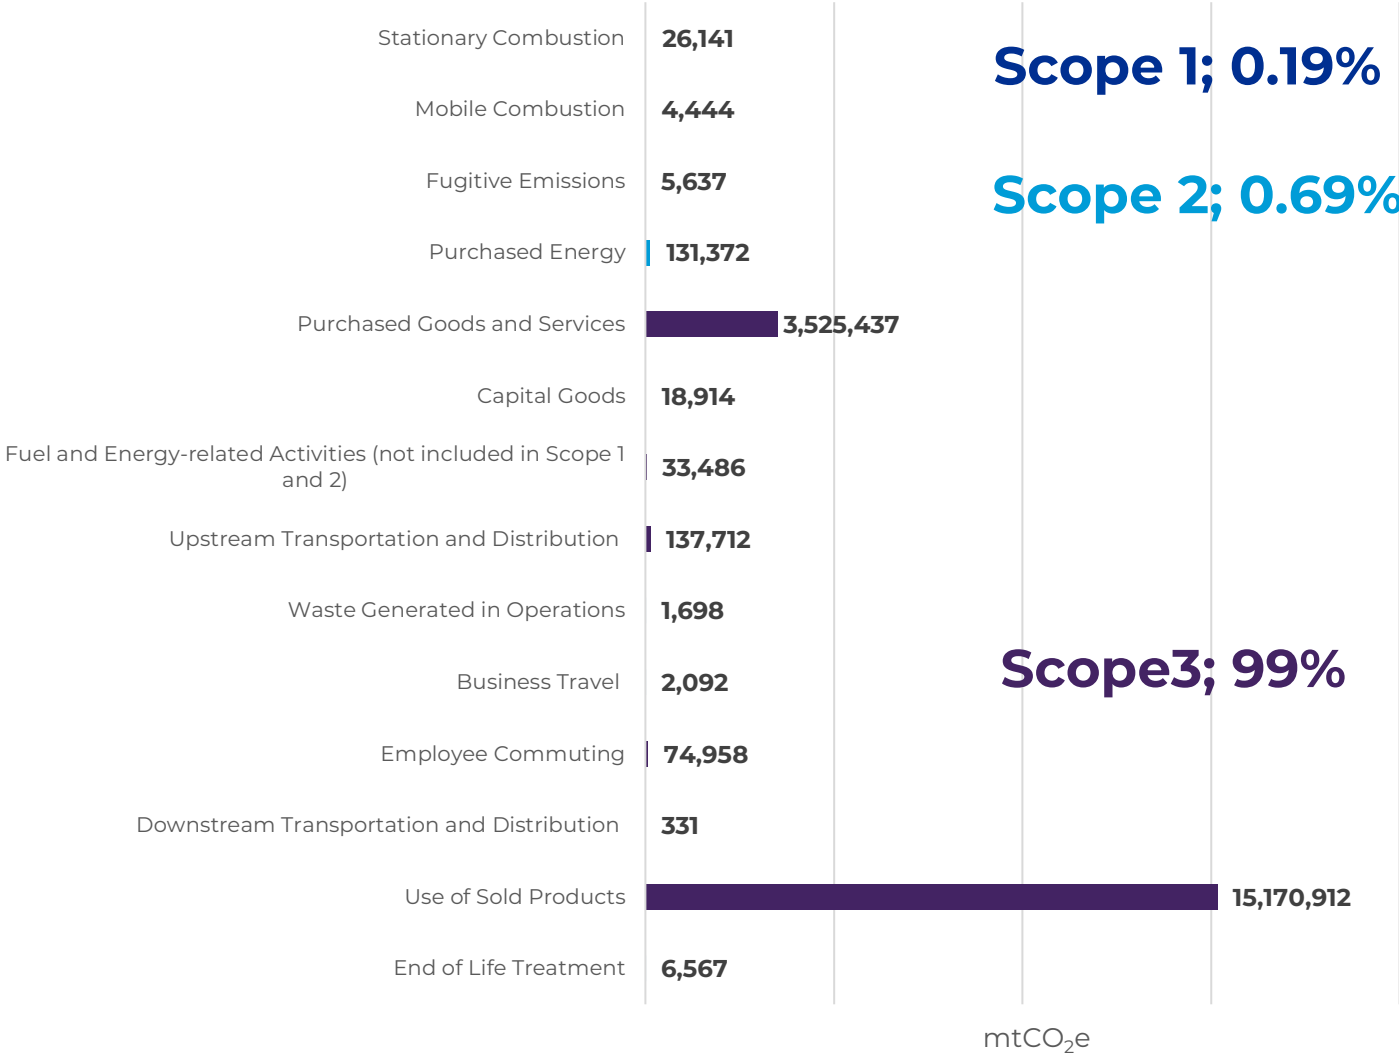 Stationary Combustion 26,141
Scope 1; 0.19%
Mobile Combustion 4,444
Fugitive Emissions 5,637
Scope 2; 0.69%
Purchased Energy 131,372
Purchased Goods and Services 3,525,437
Capital Goods 18,914
Fuel and Energy-related Activities (not included in Scope 1
and 2)
33,486
Upstream Transportation and Distribution 137,712
Waste Generated in Operations 1,698
Scope3; 99%
Business Travel 2,092
Employee Commuting 74,958
Downstream Transportation and Distribution 331
Use of Sold Products 15,170,912
End of Life Treatment 6,567
mtCO₂e